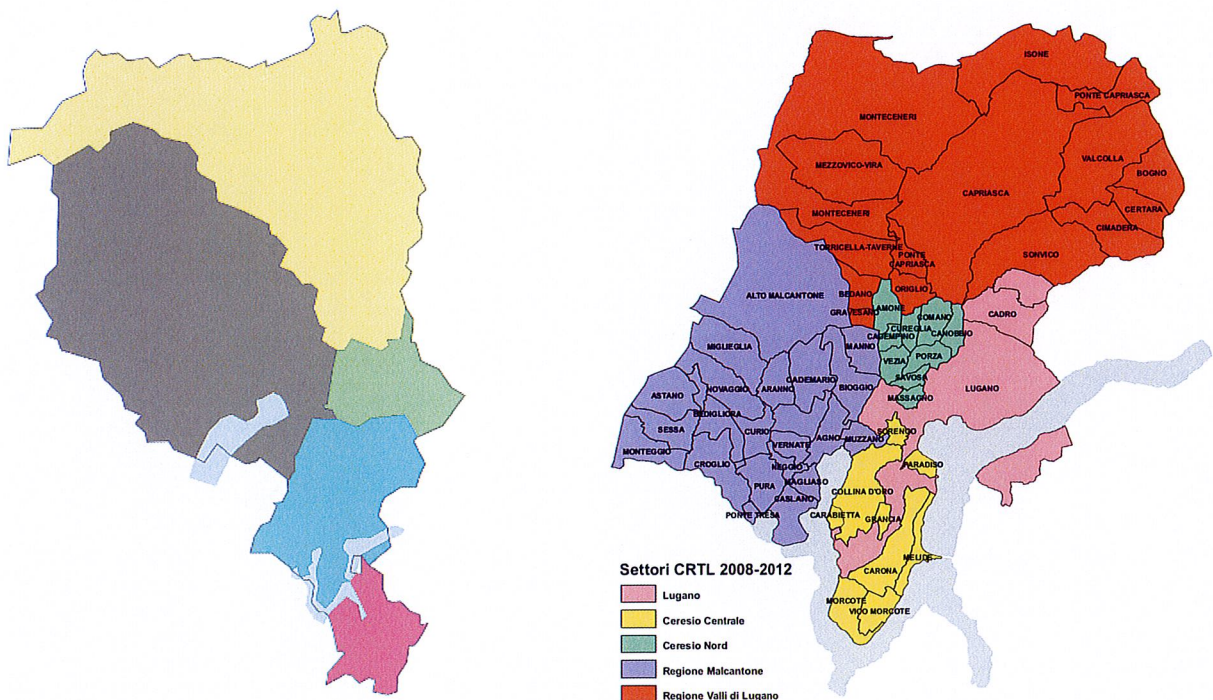 ISONE
PONTE CAPRIASCA
MONTECENERI
MEZZOVICO-VIRA
VALCOLLA
BOGNO
CAPRIASCA
CERTARA
MONTECENERI
CIMADERA
TORRICELLA-TAVERNE
PONTE
CAPRIASCA
SONVICO
ALTO MALCANTONE
BEDANO
ORIGLIO
GRAVESANO
LAMONE
CADRO
COMANO
CUREGLIA
CADEMPINO
CANOBBIO
MIGLIEGLIA
MANNO
VEZIA
PORZA
CADEMARIO
SAVOSA
LUGANO
ASTANO
NOVAGGIO
ARANNO
BIOGGIO
MASSAGNO
BEDIGLIORA
SESSA
CURIO
AGNO
MUZZANO
SORENGO
MONTEGGIO
VERNATE
CROGLIO
NEGGIO
PARADISO
PURA
MAGLIASO
COLLINA D'ORO
CASLANO
PONTE TRESA
CARABIETTA
GRANCIA
MELIDE
CARONA
MORCOTE
VICO MORCOTE
Settori CRTL 2008-2012
Lugano
Ceresio Centrale
Ceresio Nord
Regione Malcantone
Regione Valli di Lugano